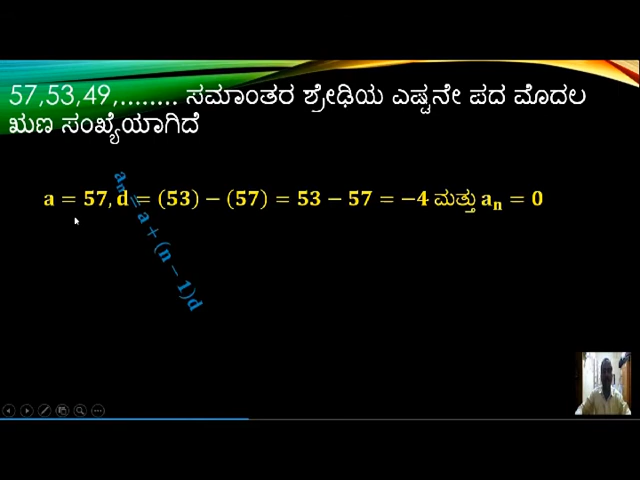 57,53,49,........ ಸಮಾಂತರ ಶ್ರೇಢಿಯ ಎಷ್ಟನೇ ಪದ ಮೊದಲ
ಋಣ ಸಂಖ್ಯೆಯಾಗಿದೆ
a = 57, d = (53) − (57) = 53 − 57 = −4 ಮತ್ತು aₙ = 0
aₙ = a + (n − 1)d